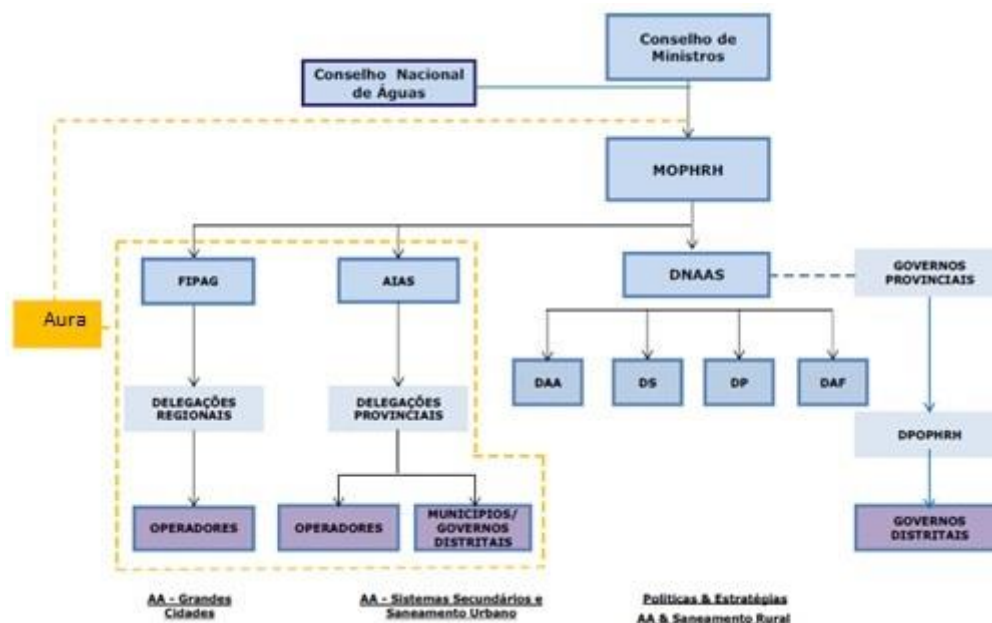 Conselho de
Ministros
Conselho Nacional
de Águas
MOPHRH
FIPAG
AIAS
DNAAS
GOVERNOS
PROVINCIAIS
Aura
DAA
DS
DP
DAF
DELEGAÇÕES
REGIONAIS
DELEGAÇÕES
PROVINCIAIS
DPOPHRH
OPERADORES
OPERADORES
MUNICIPIOS/
GOVERNOS
DISTRITAIS
GOVERNOS
DISTRITAIS
AA - Grandes
Cidades
AA - Sistemas Secundários e
Saneamento Urbano
Políticas & Estratégias
AA & Saneamento Rural